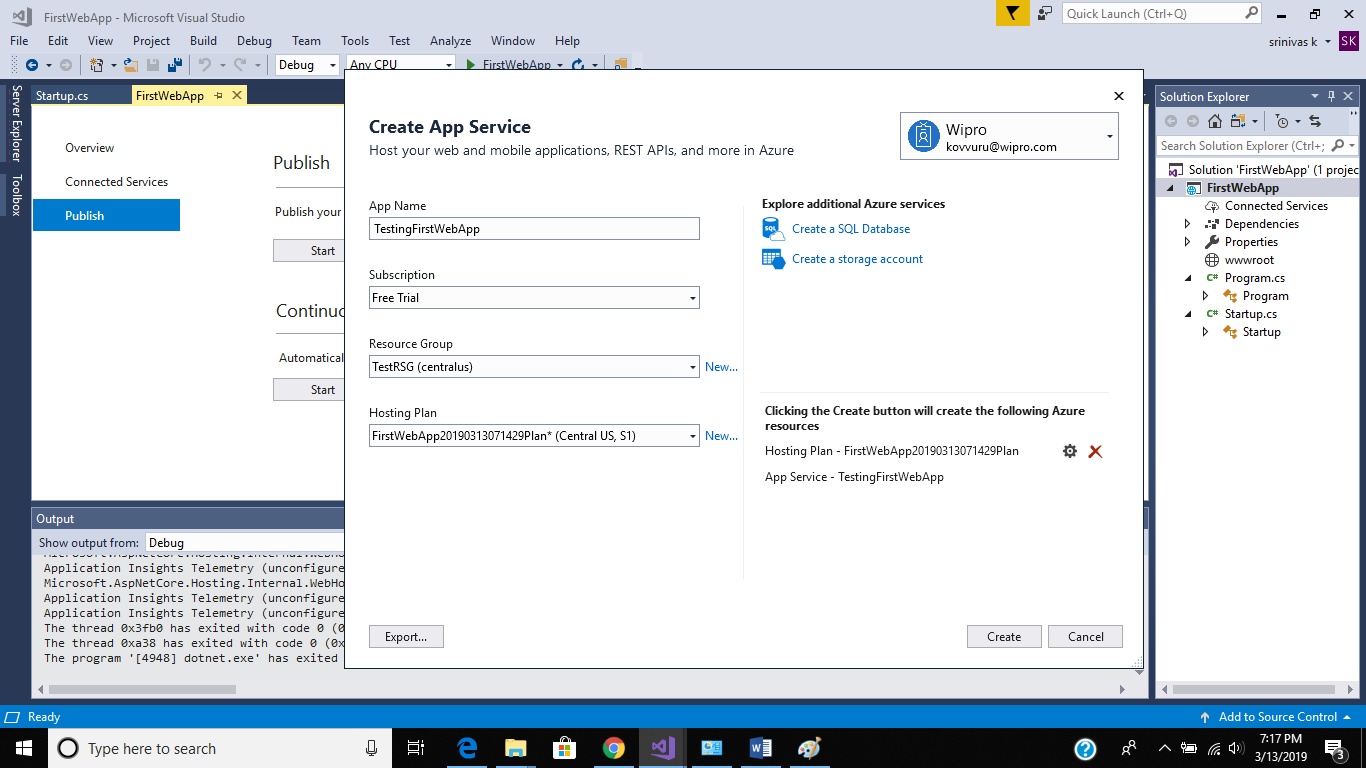 FirstWebApp - Microsoft Visual Studio
Quick Launch (Ctrl+Q)
File Edit View Project Build Debug Team Tools Test Analyze Window Help
srinivas k SK
Debug Any CPU FirstWebApp
Server Explorer
Toolbox
Startup.cs FirstWebApp
Overview
Connected Services
Publish
Publish
Publish your
Start
Continuo
Automatical
Start
Create App Service
Host your web and mobile applications, REST APIs, and more in Azure
Wipro
kovvuru@wipro.com
App Name
TestingFirstWebApp
Subscription
Free Trial
Resource Group
TestRSG (centralus) New...
Hosting Plan
FirstWebApp20190313071429Plan* (Central US, S1) New...
Explore additional Azure services
SQL
Create a SQL Database
Create a storage account
Clicking the Create button will create the following Azure
resources
Hosting Plan - FirstWebApp20190313071429Plan
App Service - TestingFirstWebApp
Export... Create Cancel
Solution Explorer
Search Solution Explorer (Ctrl+;
Solution 'FirstWebApp' (1 projec
FirstWebApp
Connected Services
Dependencies
Properties
wwwroot
C# Program.cs
Program
C# Startup.cs
Startup
Output
Show output from: Debug
Microsoft.AspNetCore.Hosting.Internal.WebHo
Application Insights Telemetry (unconfigure
Microsoft.AspNetCore.Hosting.Internal.WebHo
Application Insights Telemetry (unconfigure
Application Insights Telemetry (unconfigure
The thread 0x3fb0 has exited with code 0 (0
The thread 0xa38 has exited with code 0 (0x
The program '[4948] dotnet.exe' has exited
Ready
Add to Source Control
Type here to search
7:17 PM
3/13/2019
3